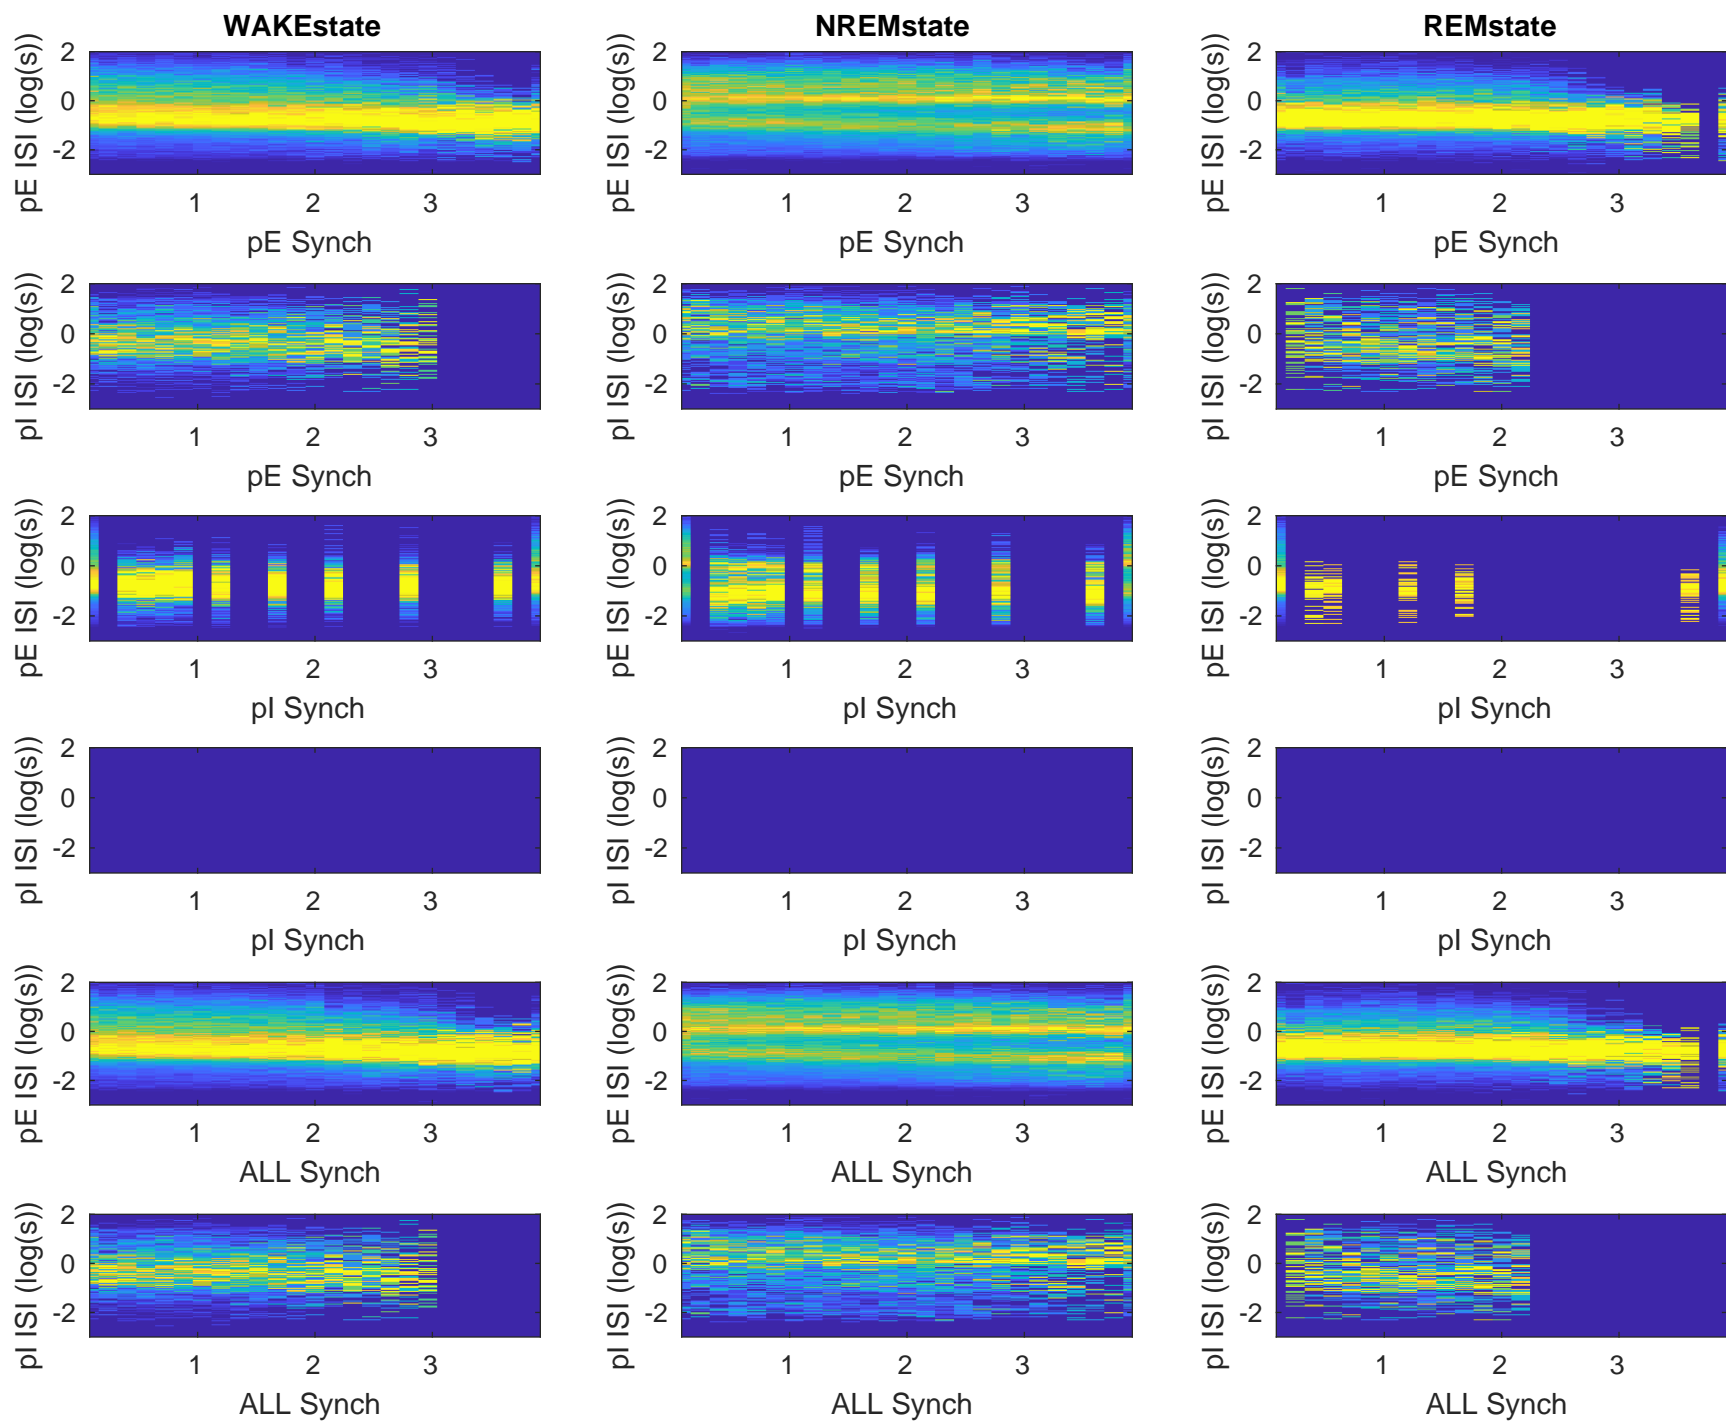 WAKEstate NREMstate REMstate
pE ISI (log(s)) 2 0 -2 pE ISI (log(s)) 2 0 -2 pE ISI (log(s)) 2 0 -2
1 2 3 1 2 3 1 2 3
pE Synch pE Synch pE Synch
pI ISI (log(s)) 2 0 -2 pI ISI (log(s)) 2 0 -2 pI ISI (log(s)) 2 0 -2
1 2 3 1 2 3 1 2 3
pE Synch pE Synch pE Synch
pE ISI (log(s)) 2 0 -2 pE ISI (log(s)) 2 0 -2 pE ISI (log(s)) 2 0 -2
1 2 3 1 2 3 1 2 3
pI Synch pI Synch pI Synch
pI ISI (log(s)) 2 0 -2 pI ISI (log(s)) 2 0 -2 pI ISI (log(s)) 2 0 -2
1 2 3 1 2 3 1 2 3
pI Synch pI Synch pI Synch
pE ISI (log(s)) 2 0 -2 pE ISI (log(s)) 2 0 -2 pE ISI (log(s)) 2 0 -2
1 2 3 1 2 3 1 2 3
ALL Synch ALL Synch ALL Synch
pI ISI (log(s)) 2 0 -2 pI ISI (log(s)) 2 0 -2 pI ISI (log(s)) 2 0 -2
1 2 3 1 2 3 1 2 3
ALL Synch ALL Synch ALL Synch